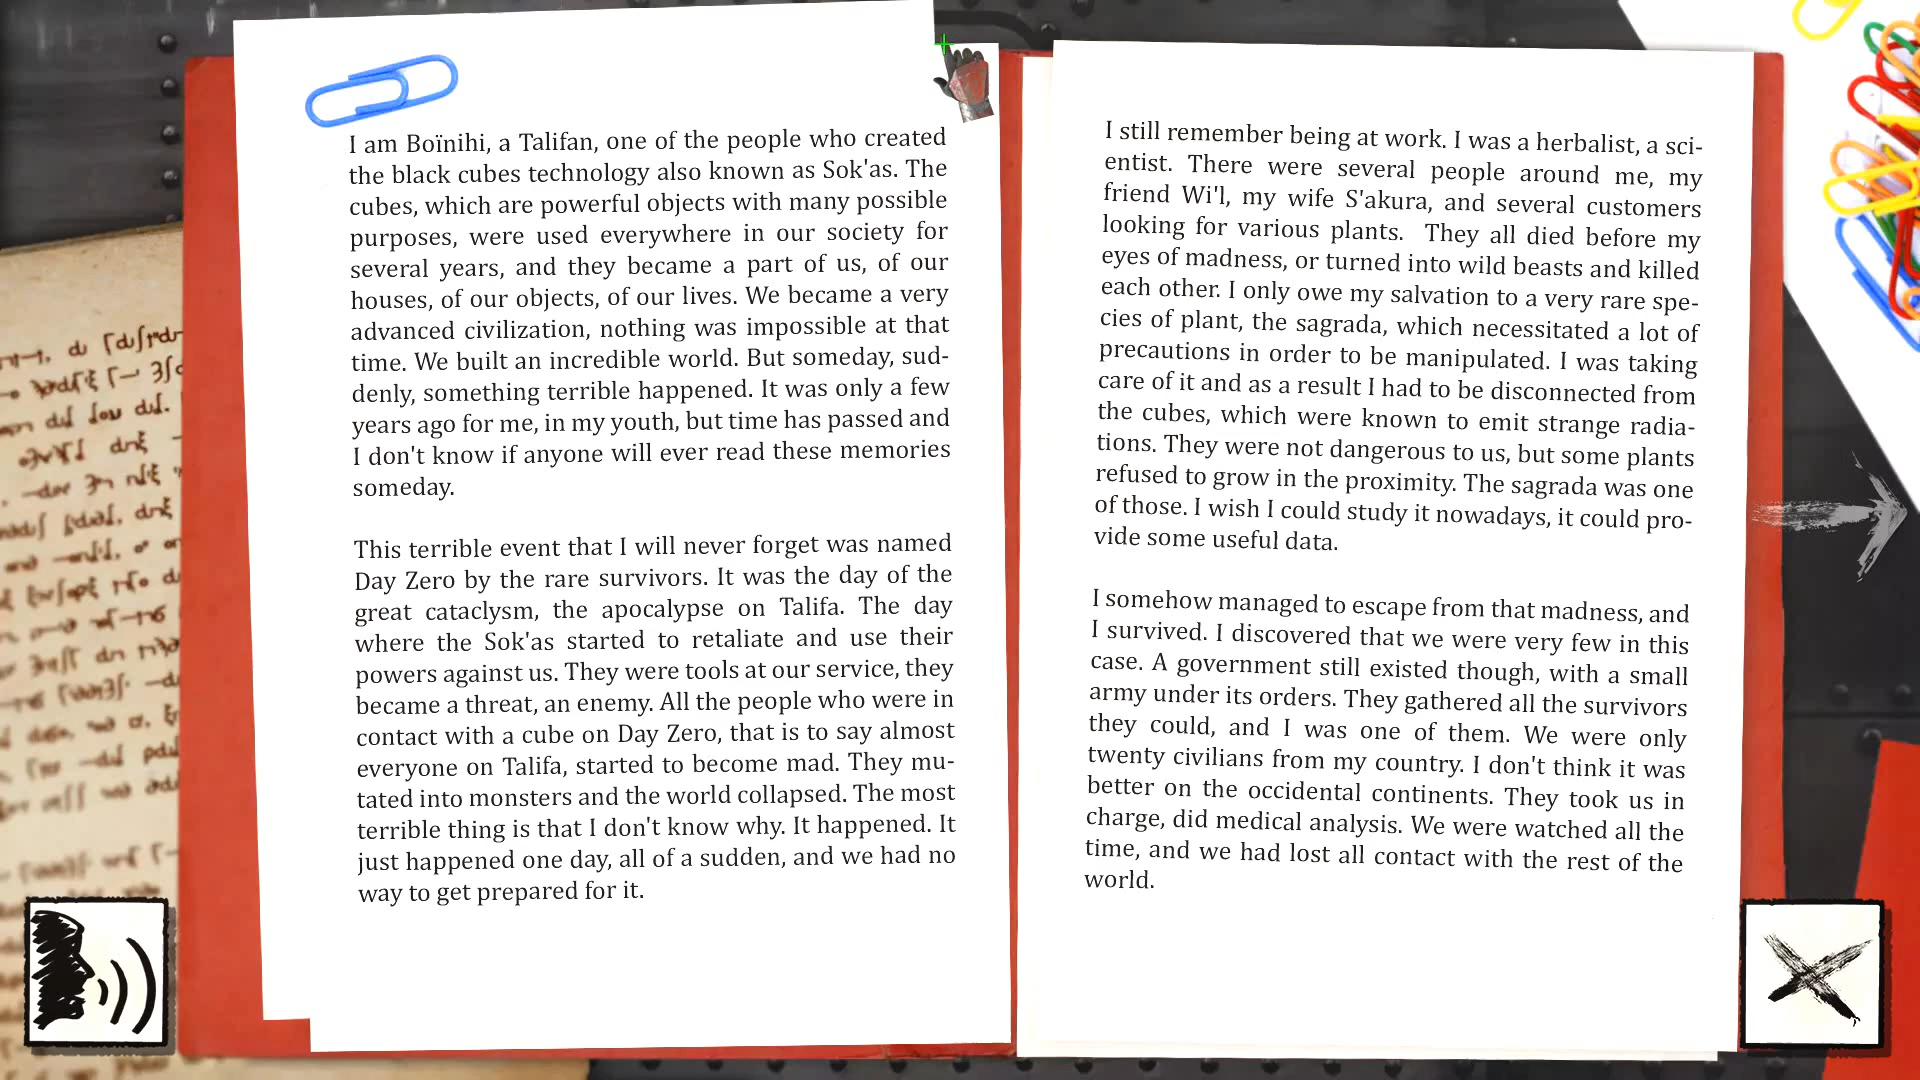 I am Boïnihi, a Talifan, one of the people who created
the black cubes technology also known as Sok'as. The
cubes, which are powerful objects with many possible
purposes, were used everywhere in our society for
several years, and they became a part of us, of our
houses, of our objects, of our lives. We became a very
advanced civilization, nothing was impossible at that
time. We built an incredible world. But someday, sud-
denly, something terrible happened. It was only a few
years ago for me, in my youth, but time has passed and
I don't know if anyone will ever read these memories
someday.
This terrible event that I will never forget was named
Day Zero by the rare survivors. It was the day of the
great cataclysm, the apocalypse on Talifa. The day
where the Sok'as started to retaliate and use their
powers against us. They were tools at our service, they
became a threat, an enemy. All the people who were in
contact with a cube on Day Zero, that is to say almost
everyone on Talifa, started to become mad. They mu-
tated into monsters and the world collapsed. The most
terrible thing is that I don't know why. It happened. It
just happened one day, all of a sudden, and we had no
way to get prepared for it.
I still remember being at work. I was a herbalist, a sci-
entist. There were several people around me, my
friend Wi'l, my wife S'akura, and several customers
looking for various plants. They all died before my
eyes of madness, or turned into wild beasts and killed
each other. I only owe my salvation to a very rare spe-
cies of plant, the sagrada, which necessitated a lot of
precautions in order to be manipulated. I was taking
care of it and as a result I had to be disconnected from
the cubes, which were known to emit strange radia-
tions. They were not dangerous to us, but some plants
refused to grow in the proximity. The sagrada was one
of those. I wish I could study it nowadays, it could pro-
vide some useful data.
I somehow managed to escape from that madness, and
I survived. I discovered that we were very few in this
case. A government still existed though, with a small
army under its orders. They gathered all the survivors
they could, and I was one of them. We were only
twenty civilians from my country. I don't think it was
better on the occidental continents. They took us in
charge, did medical analysis. We were watched all the
time, and we had lost all contact with the rest of the
world.